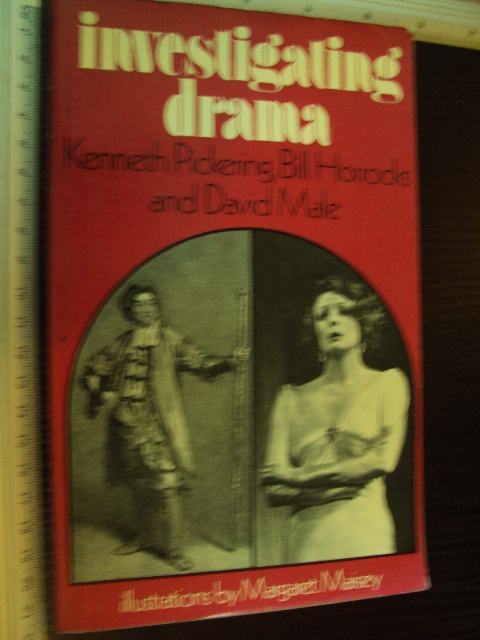 investigating
drama
Kenneth Pickering, Bill Horrocks
and David Male
illustrations by Margaret Maisey